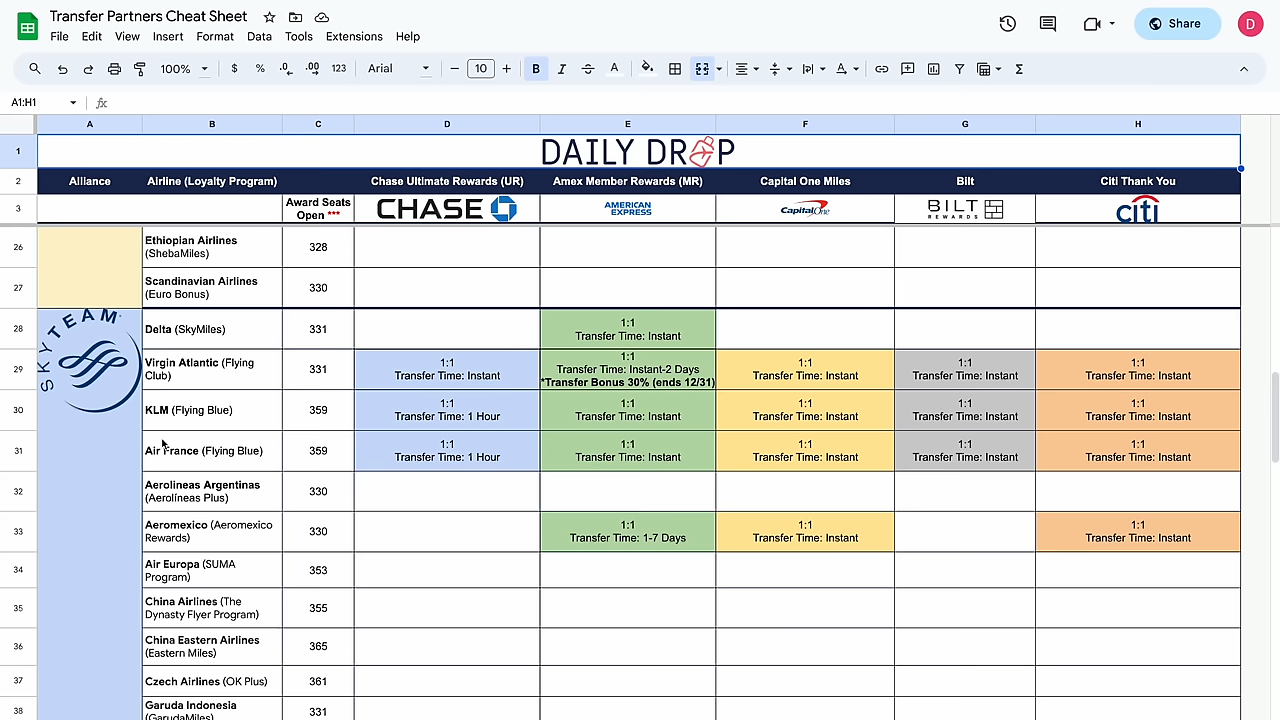 Transfer Partners Cheat Sheet
File Edit View Insert Format Data Tools Extensions Help
Share
D
100% $ % .0 .00 123 Arial 10 B I S A A Σ
A1:H1 fx
A B C D E F G H
1 DAILY DROP
2 Alliance Airline (Loyalty Program) Chase Ultimate Rewards (UR) Amex Member Rewards (MR) Capital One Miles Bilt Citi Thank You
3 Award Seats
Open ***
CHASE
AMERICAN
EXPRESS
Capital One
BILT
REWARDS
citi
26 Ethiopian Airlines
(ShebaMiles)
328
27 Scandinavian Airlines
(Euro Bonus)
330
SKYTEAM
28 Delta (SkyMiles) 331
1:1
Transfer Time: Instant
29 Virgin Atlantic (Flying
Club)
331
1:1
Transfer Time: Instant
1:1
Transfer Time: Instant-2 Days
*Transfer Bonus 30% (ends 12/31)
1:1
Transfer Time: Instant
1:1
Transfer Time: Instant
1:1
Transfer Time: Instant
30 KLM (Flying Blue) 359
1:1
Transfer Time: 1 Hour
1:1
Transfer Time: Instant
1:1
Transfer Time: Instant
1:1
Transfer Time: Instant
1:1
Transfer Time: Instant
31 Air France (Flying Blue) 359
1:1
Transfer Time: 1 Hour
1:1
Transfer Time: Instant
1:1
Transfer Time: Instant
1:1
Transfer Time: Instant
1:1
Transfer Time: Instant
32 Aerolineas Argentinas
(Aerolíneas Plus)
330
33 Aeromexico (Aeromexico
Rewards)
330
1:1
Transfer Time: 1-7 Days
1:1
Transfer Time: Instant
1:1
Transfer Time: Instant
34 Air Europa (SUMA
Program)
353
35 China Airlines (The
Dynasty Flyer Program)
355
36 China Eastern Airlines
(Eastern Miles)
365
37 Czech Airlines (OK Plus) 361
38 Garuda Indonesia
(GarudaMiles)
331